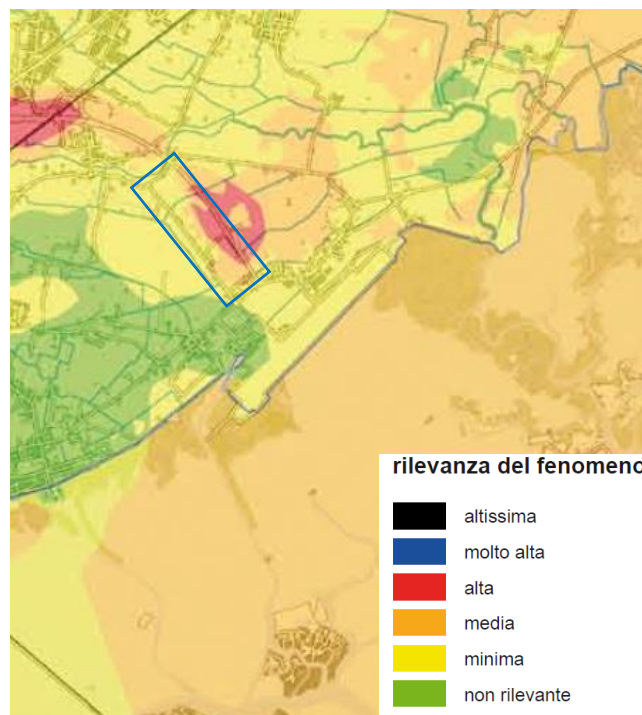 rilevanza del fenomeno
altissima
molto alta
alta
media
minima
non rilevante